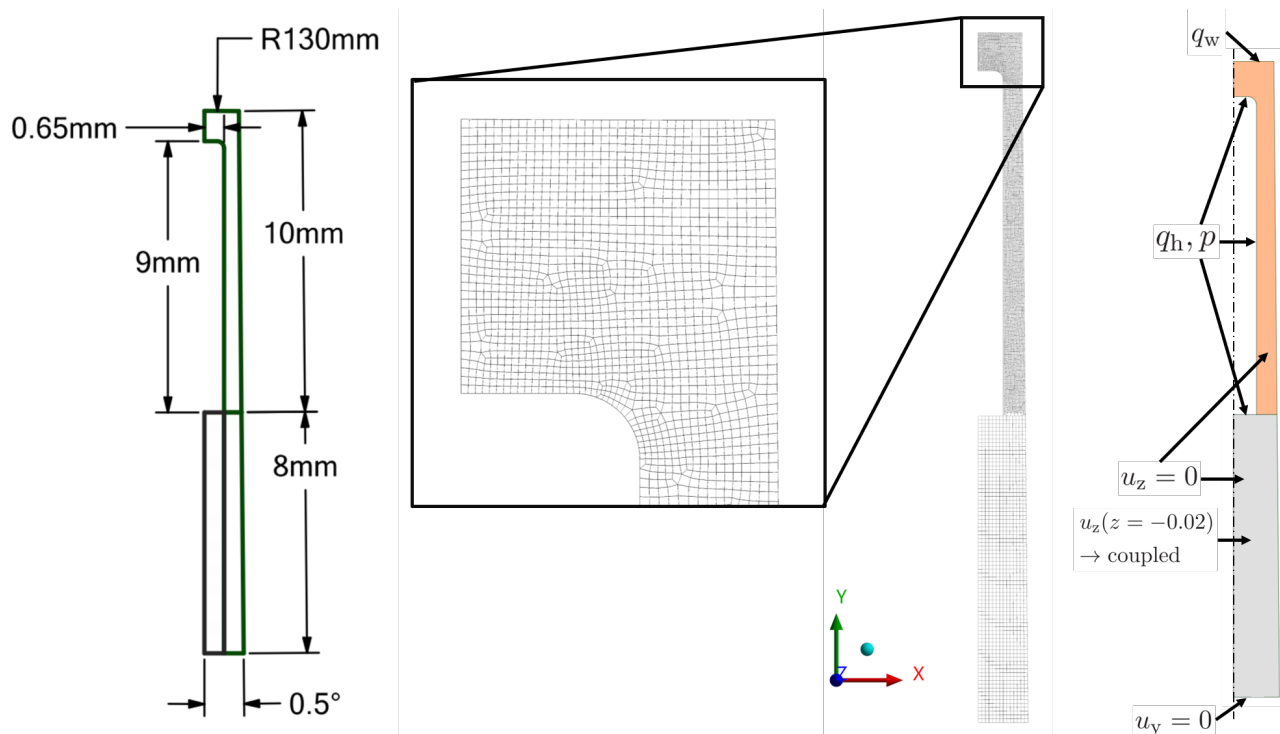 R130mm
0.65mm
9mm
10mm
8mm
0.5°
Y
Z
X
q_w
q_h, p
u_z = 0
u_z(z = −0.02)
→ coupled
u_y = 0